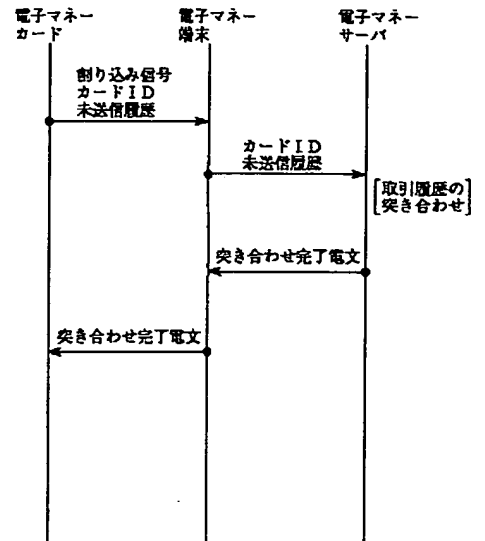 電子マネー
カード
電子マネー
端末
電子マネー
サーバ
割り込み信号
カードID
未送信履歴
カードID
未送信履歴
取引履歴の
突き合わせ
突き合わせ完了電文
突き合わせ完了電文